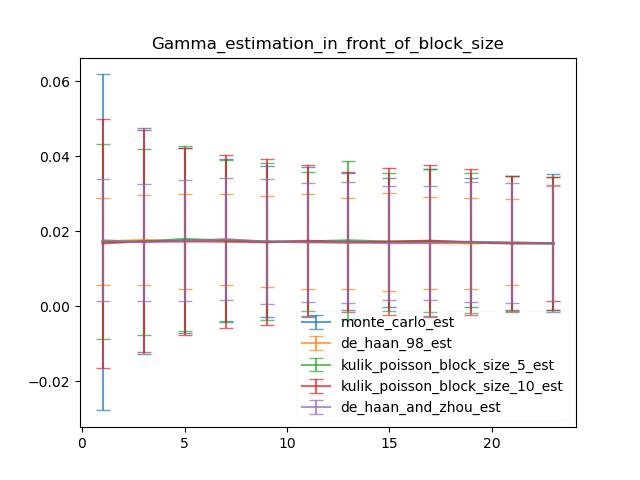 Gamma_estimation_in_front_of_block_size
0.06
0.04
0.02
0.00
−0.02
monte_carlo_est
de_haan_98_est
kulik_poisson_block_size_5_est
kulik_poisson_block_size_10_est
de_haan_and_zhou_est
0 5 10 15 20